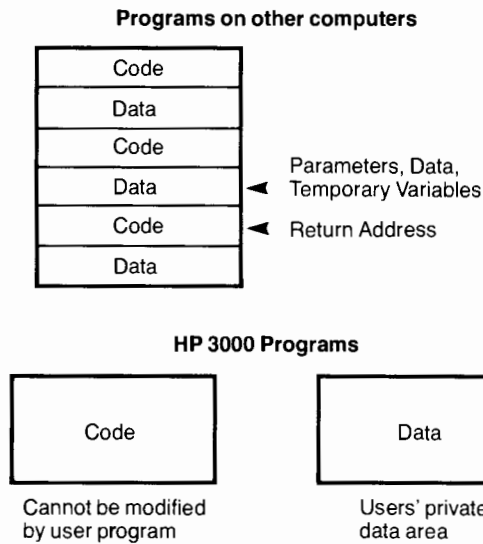 Programs on other computers
Code
Data
Code
Data
Code
Data
Parameters, Data,
Temporary Variables
Return Address
HP 3000 Programs
Code
Data
Cannot be modified
by user program
Users' private
data area